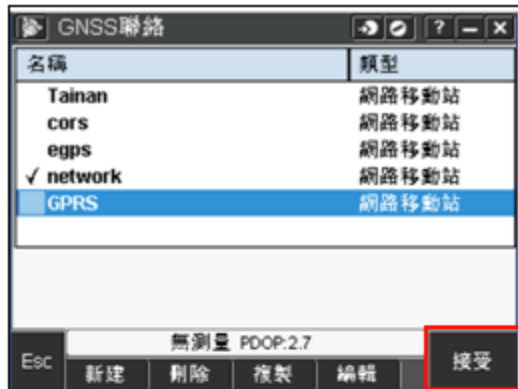 GNSS聯絡 ? – x
名稱 類型
Tainan 網路移動站
cors 網路移動站
egps 網路移動站
✓ network 網路移動站
GPRS 網路移動站
無測量 PDOP:2.7
Esc 新建 刪除 複製 編輯 接受